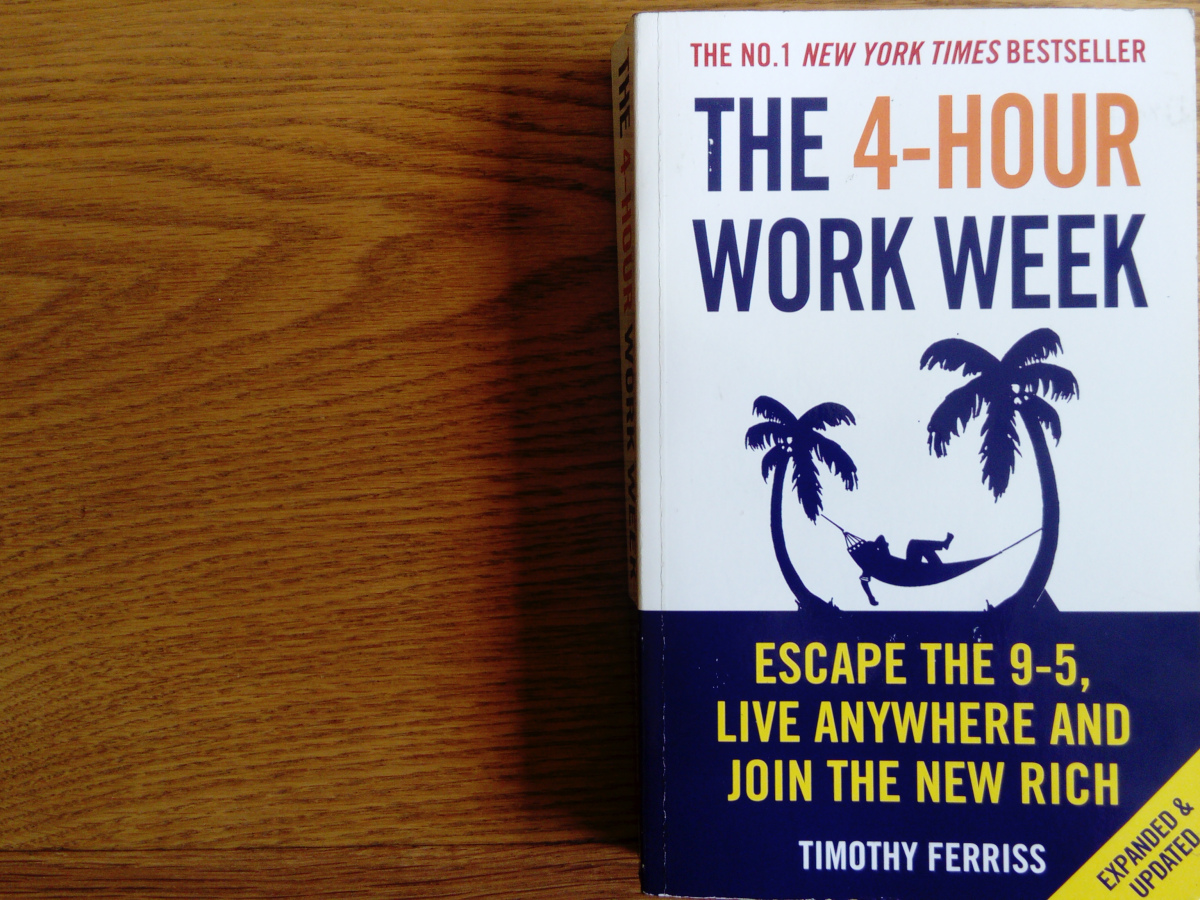 THE NO.1 NEW YORK TIMES BESTSELLER
THE 4-HOUR
WORK WEEK
ESCAPE THE 9-5,
LIVE ANYWHERE AND
JOIN THE NEW RICH
TIMOTHY FERRISS
EXPANDED &
UPDATED
THE 4-HOUR WORK WEEK